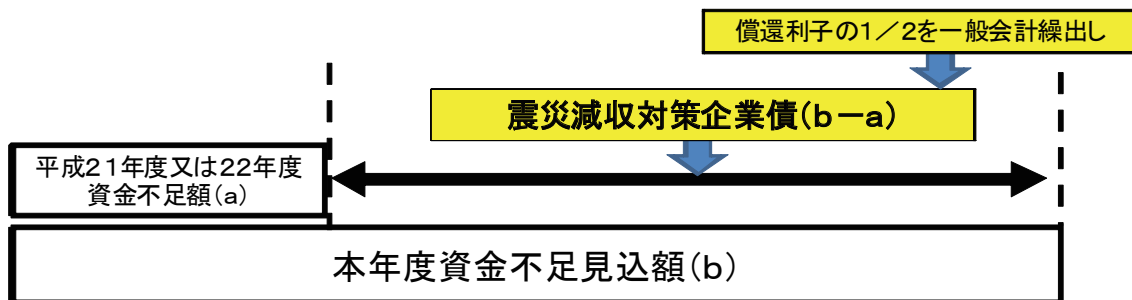 償還利子の1／2を一般会計繰出し
震災減収対策企業債(b－a)
平成21年度又は22年度
資金不足額(a)
本年度資金不足見込額(b)